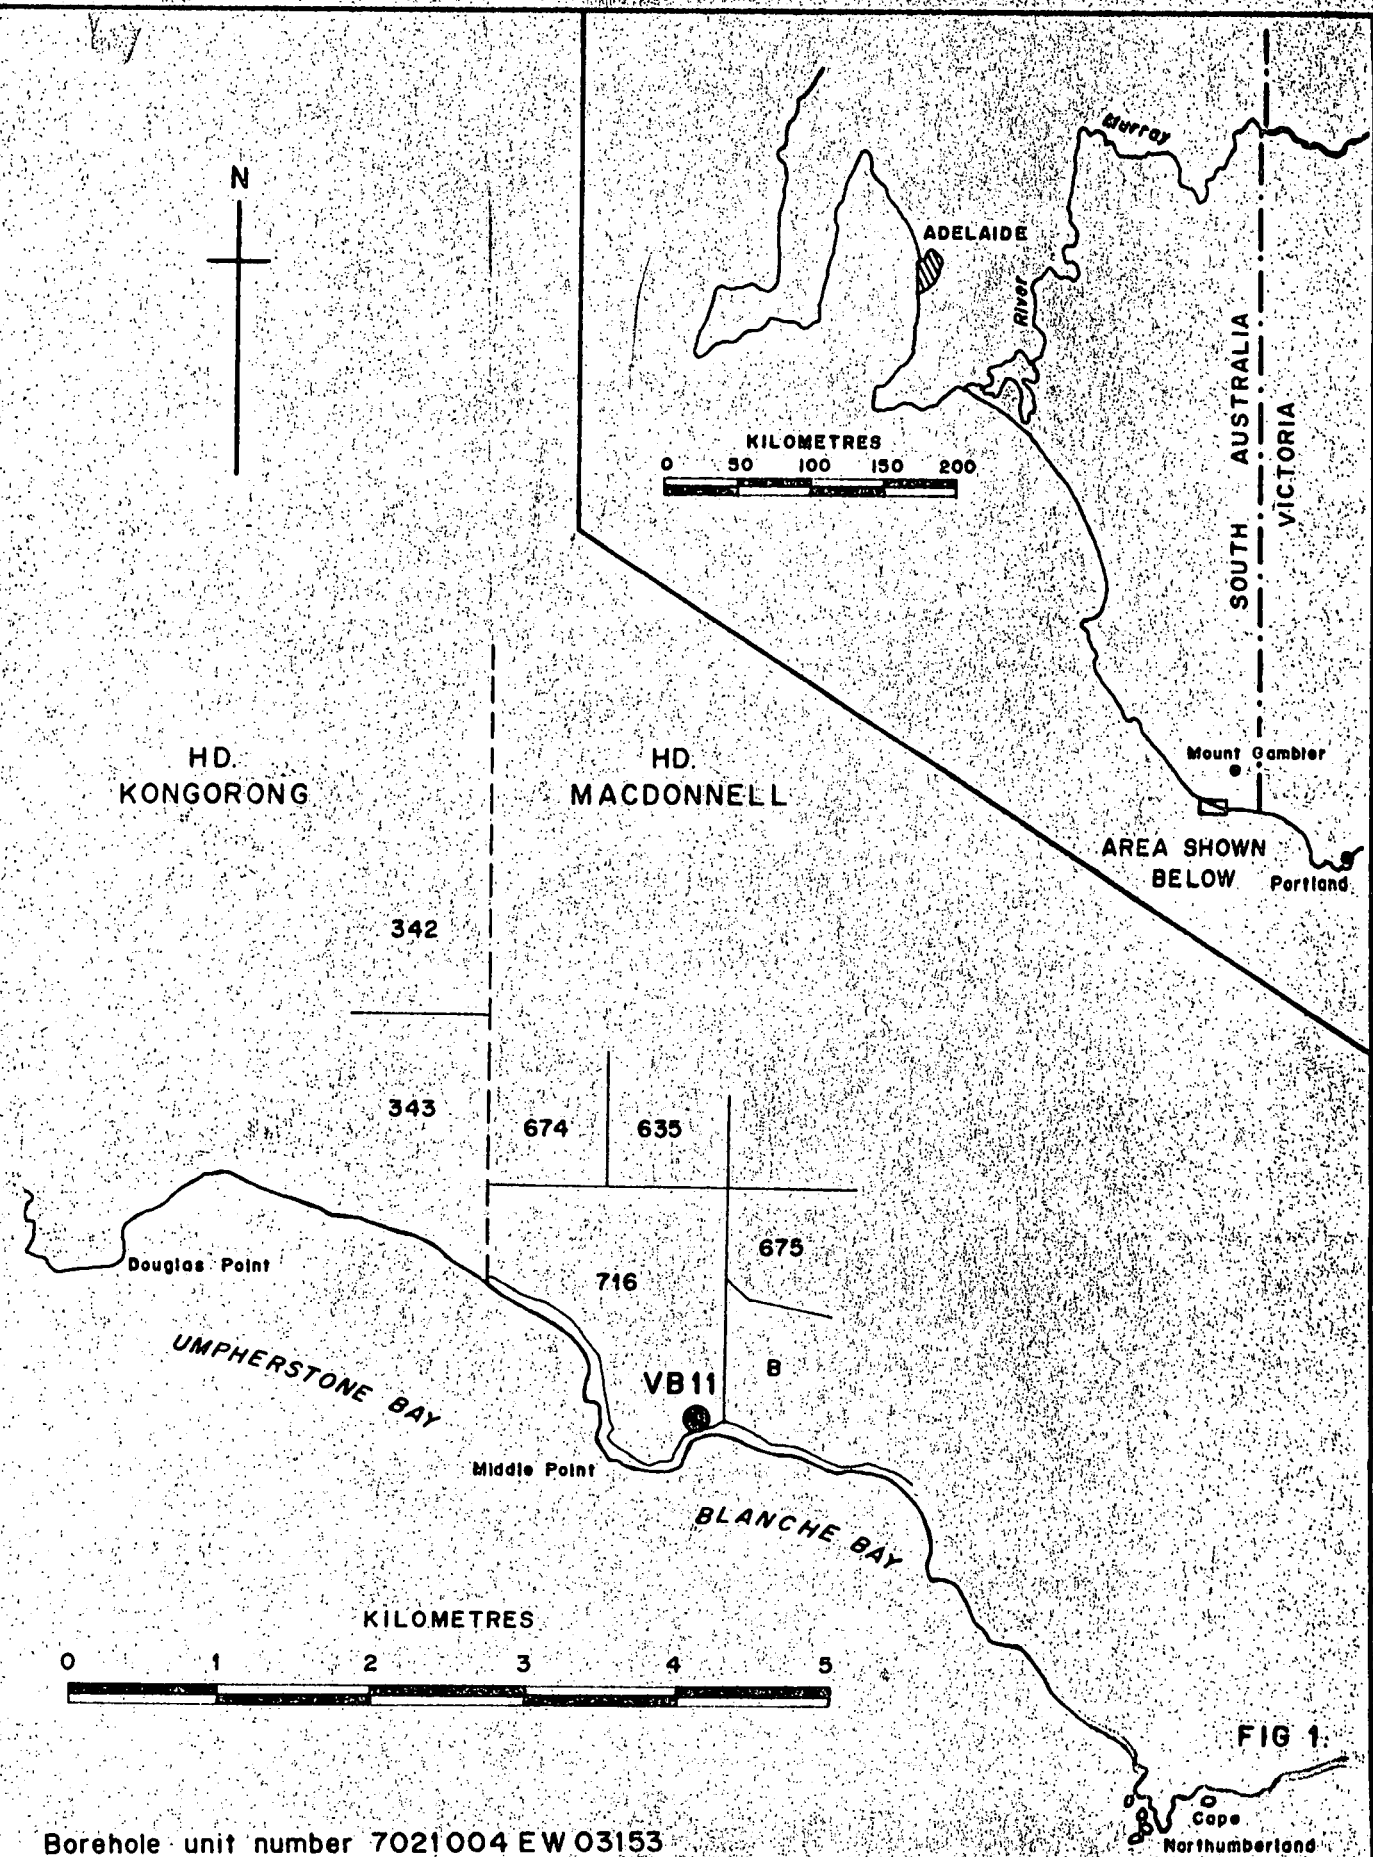 N
Murray
ADELAIDE
River
SOUTH AUSTRALIA
VICTORIA
KILOMETRES
0 50 100 150 200
Mount Gambier
AREA SHOWN
BELOW
Portland
HD.
KONGORONG
HD.
MACDONNELL
342
343
674
635
675
716
Douglas Point
UMPHERSTONE BAY
VB11
B
Middle Point
BLANCHE BAY
KILOMETRES
0 1 2 3 4 5
FIG 1.
Cape
Northumberland
Borehole unit number 7021004 EW 03153